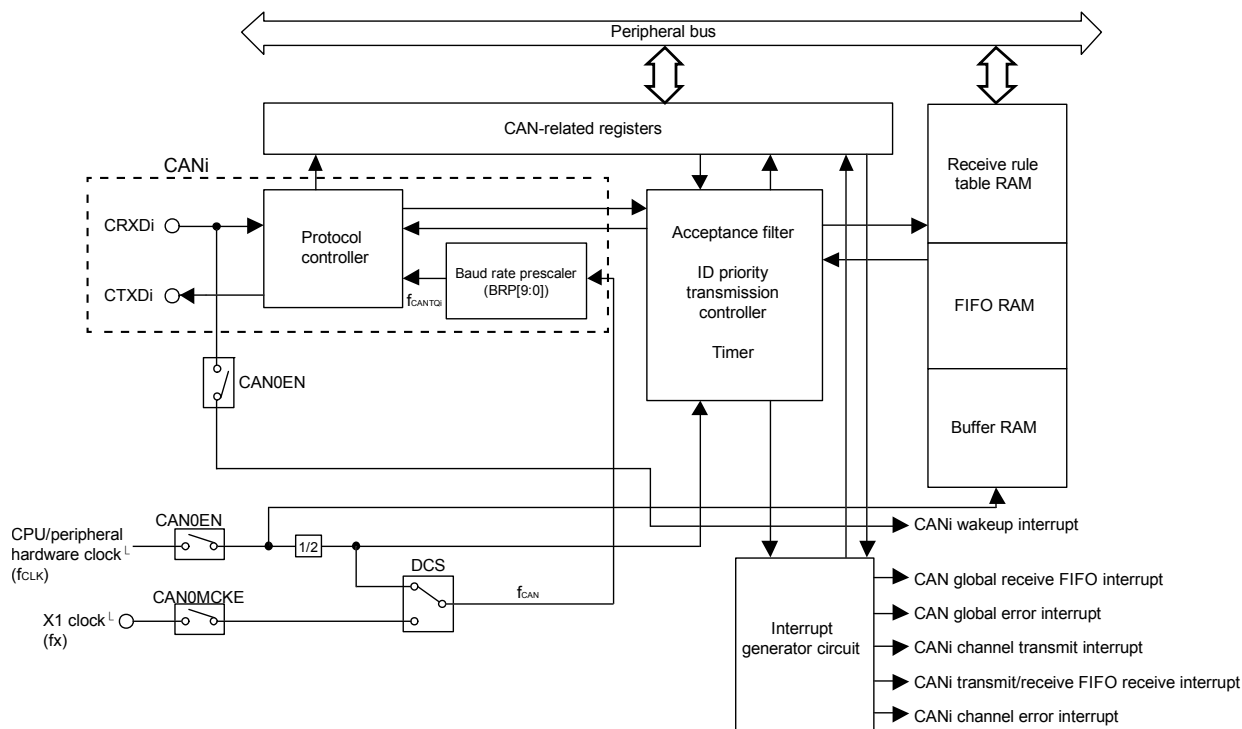 Peripheral bus
CAN-related registers
CANi
CRXDi
CTXDi
Protocol
controller
Baud rate prescaler
(BRP[9:0])
fCANTQi
Acceptance filter
ID priority
transmission
controller
Timer
Receive rule
table RAM
FIFO RAM
Buffer RAM
CAN0EN
CPU/peripheral
hardware clock
(fCLK)
CAN0EN
1/2
DCS
fCAN
X1 clock
(fx)
CAN0MCKE
Interrupt
generator circuit
CANi wakeup interrupt
CAN global receive FIFO interrupt
CAN global error interrupt
CANi channel transmit interrupt
CANi transmit/receive FIFO receive interrupt
CANi channel error interrupt